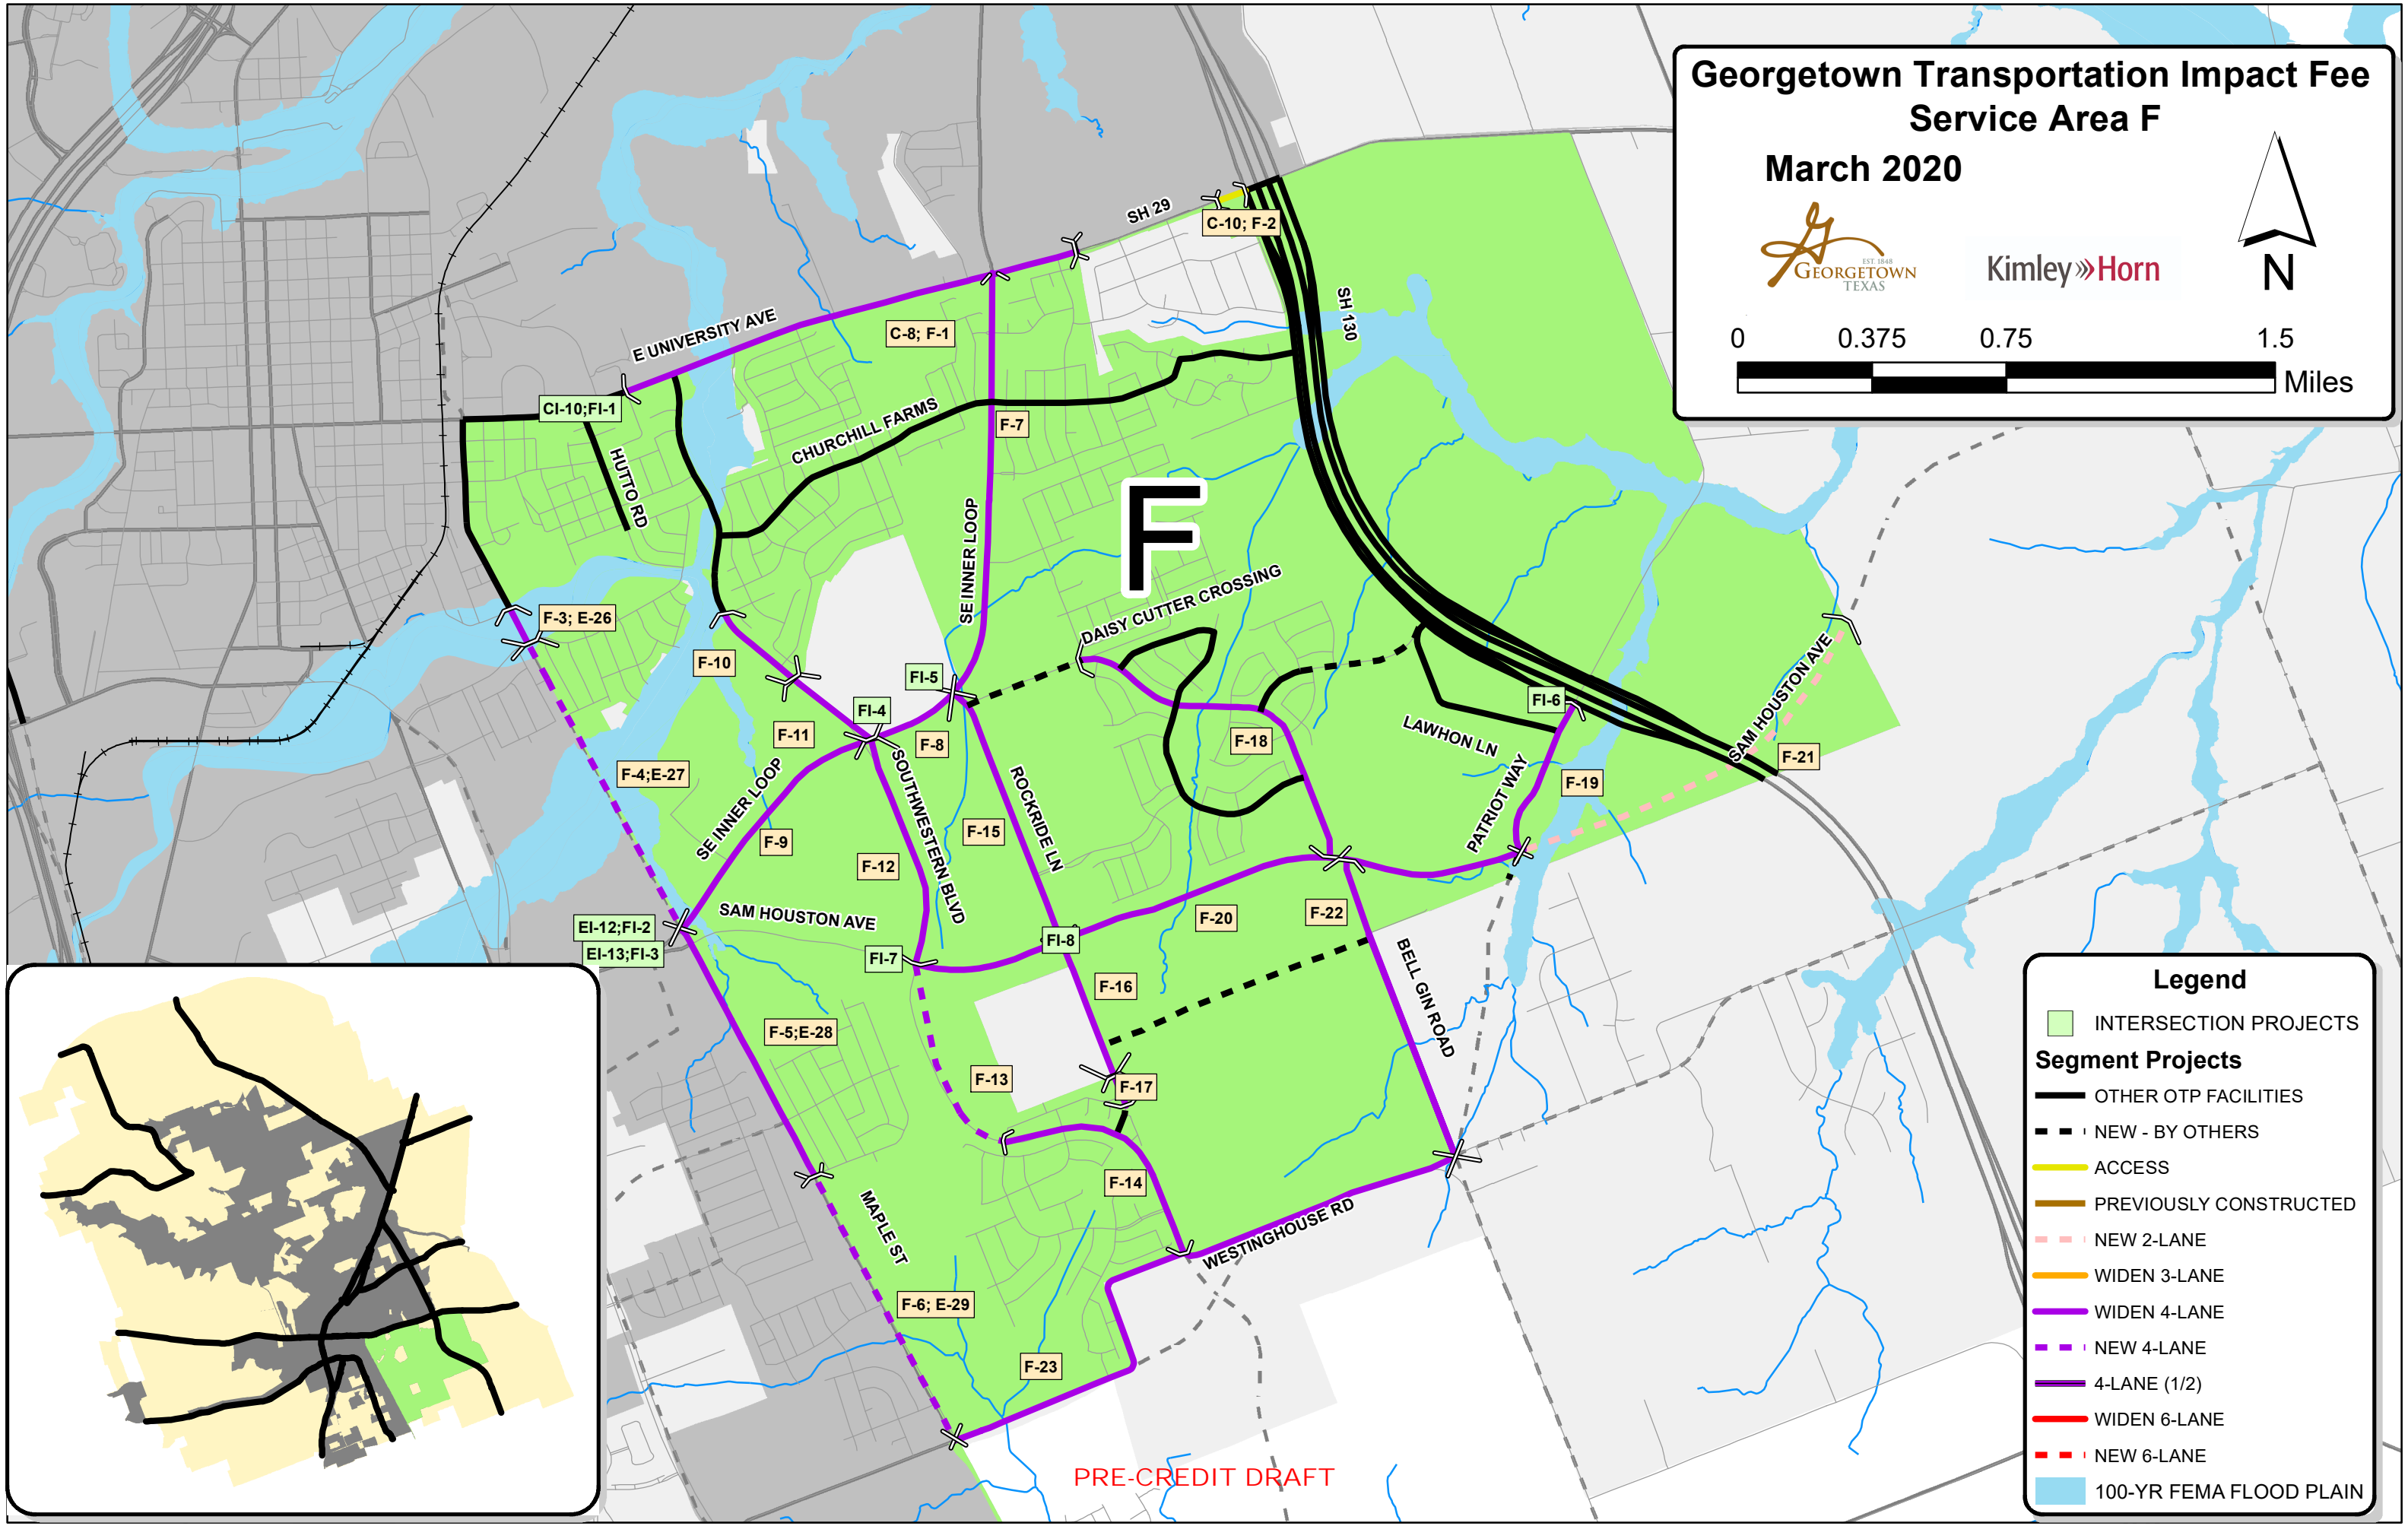 Georgetown Transportation Impact Fee
Service Area F
March 2020
EST. 1848
GEORGETOWN
TEXAS
Kimley»Horn
N
0 0.375 0.75 1.5
Miles
SH 29
C-10; F-2
SH 130
E UNIVERSITY AVE
C-8; F-1
CI-10;FI-1
HUTTO RD
CHURCHILL FARMS
F-7
SE INNER LOOP
F
DAISY CUTTER CROSSING
F-3; E-26
F-10
FI-5
FI-4
F-11
F-8
F-18
LAWHON LN
FI-6
SAM HOUSTON AVE
F-21
F-4;E-27
SE INNER LOOP
SOUTHWESTERN BLVD
ROCKRIDE LN
PATRIOT WAY
F-19
F-9
F-15
F-12
SAM HOUSTON AVE
F-20
F-22
EI-12;FI-2
EI-13;FI-3
FI-7
FI-8
F-16
BELL GIN ROAD
F-5;E-28
F-13
F-17
F-14
MAPLE ST
WESTINGHOUSE RD
F-6; E-29
F-23
PRE-CREDIT DRAFT
Legend
INTERSECTION PROJECTS
Segment Projects
OTHER OTP FACILITIES
NEW - BY OTHERS
ACCESS
PREVIOUSLY CONSTRUCTED
NEW 2-LANE
WIDEN 3-LANE
WIDEN 4-LANE
NEW 4-LANE
4-LANE (1/2)
WIDEN 6-LANE
NEW 6-LANE
100-YR FEMA FLOOD PLAIN